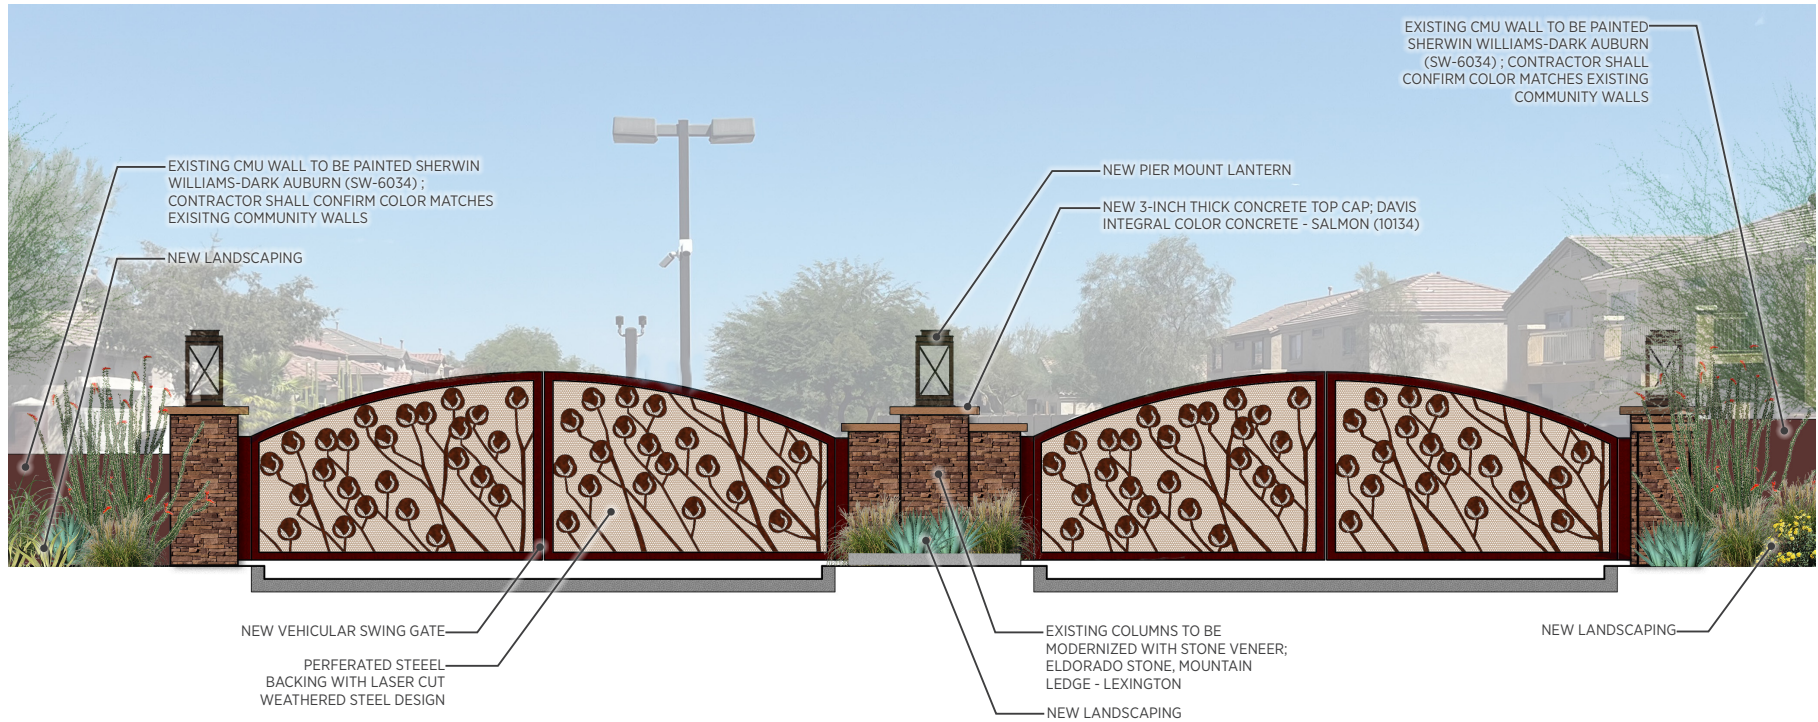 EXISTING CMU WALL TO BE PAINTED
SHERWIN WILLIAMS-DARK AUBURN
(SW-6034) ; CONTRACTOR SHALL
CONFIRM COLOR MATCHES EXISTING
COMMUNITY WALLS
EXISTING CMU WALL TO BE PAINTED SHERWIN
WILLIAMS-DARK AUBURN (SW-6034) ;
CONTRACTOR SHALL CONFIRM COLOR MATCHES
EXISITNG COMMUNITY WALLS
NEW LANDSCAPING
NEW PIER MOUNT LANTERN
NEW 3-INCH THICK CONCRETE TOP CAP; DAVIS
INTEGRAL COLOR CONCRETE - SALMON (10134)
NEW VEHICULAR SWING GATE
PERFERATED STEEEL
BACKING WITH LASER CUT
WEATHERED STEEL DESIGN
EXISTING COLUMNS TO BE
MODERNIZED WITH STONE VENEER;
ELDORADO STONE, MOUNTAIN
LEDGE - LEXINGTON
NEW LANDSCAPING
NEW LANDSCAPING